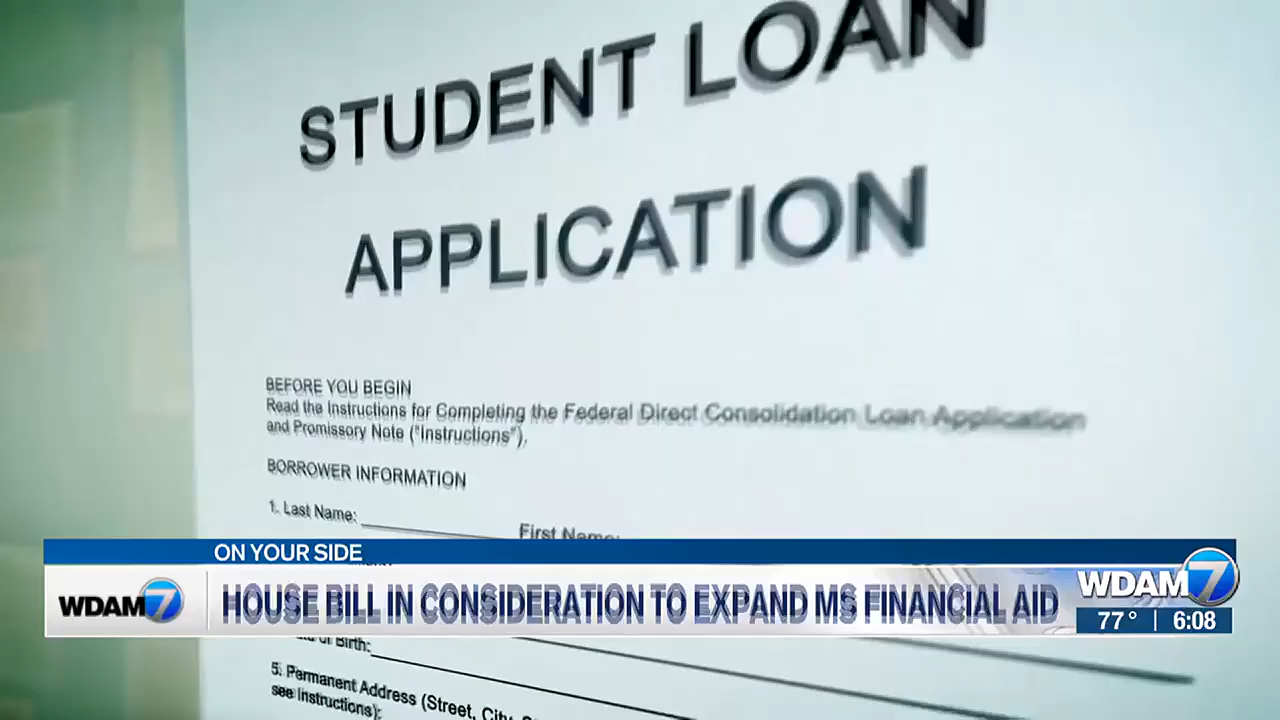 STUDENT LOAN
APPLICATION
BEFORE YOU BEGIN
Read the Instructions for Completing the Federal Direct Consolidation Loan Application
and Promissory Note ("Instructions").
BORROWER INFORMATION
1. Last Name: First Name:
ON YOUR SIDE
WDAM 7 HOUSE BILL IN CONSIDERATION TO EXPAND MS FINANCIAL AID
WDAM 7
77° | 6:08
of Birth:
5. Permanent Address (Street, City,
see Instructions):